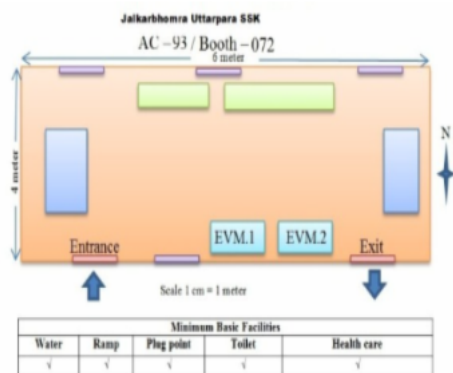 Jalkarbhomra Uttarpara SSK
AC – 93 / Booth – 072
6 meter
N
4 meter
EVM.1 EVM.2
Entrance Exit
Scale 1 cm = 1 meter
Minimum Basic Facilities
Water Ramp Plug point Toilet Health care
√ √ √ √ √